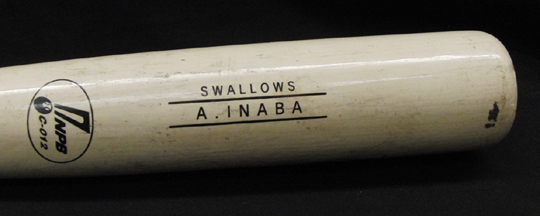 SWALLOWS
A. INABA
NPB
C-012